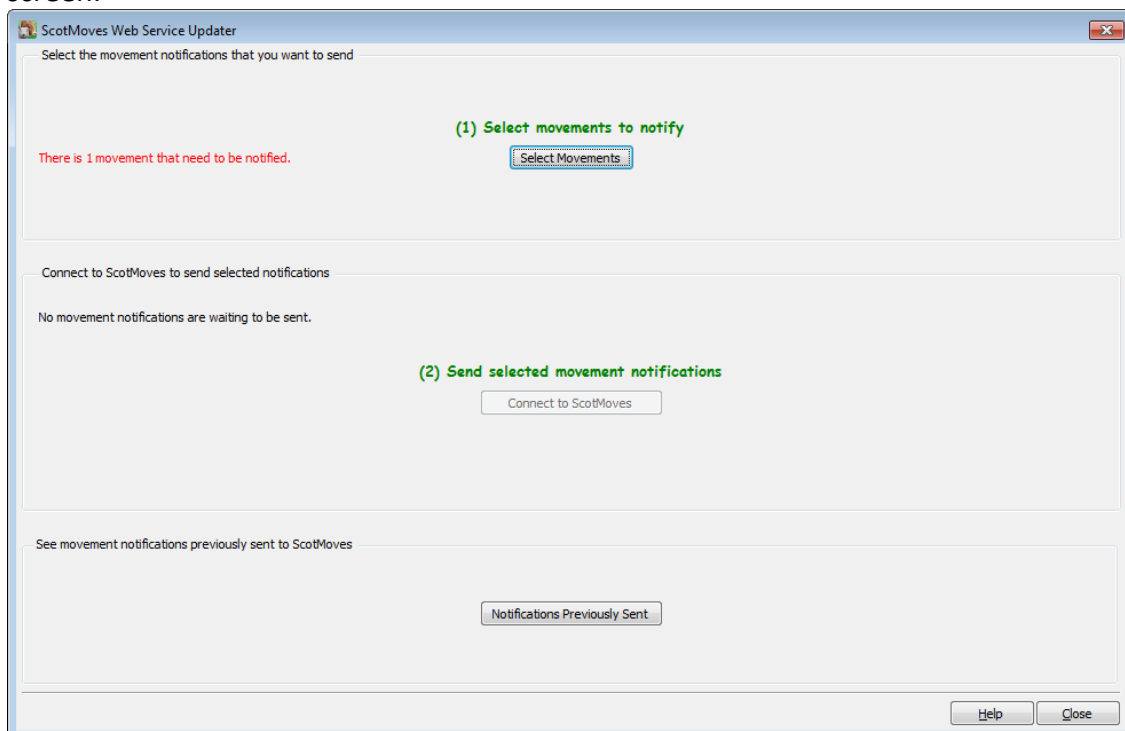 screen.
ScotMoves Web Service Updater
Select the movement notifications that you want to send
(1) Select movements to notify
There is 1 movement that need to be notified.
Select Movements
Connect to ScotMoves to send selected notifications
No movement notifications are waiting to be sent.
(2) Send selected movement notifications
Connect to ScotMoves
See movement notifications previously sent to ScotMoves
Notifications Previously Sent
Help Close